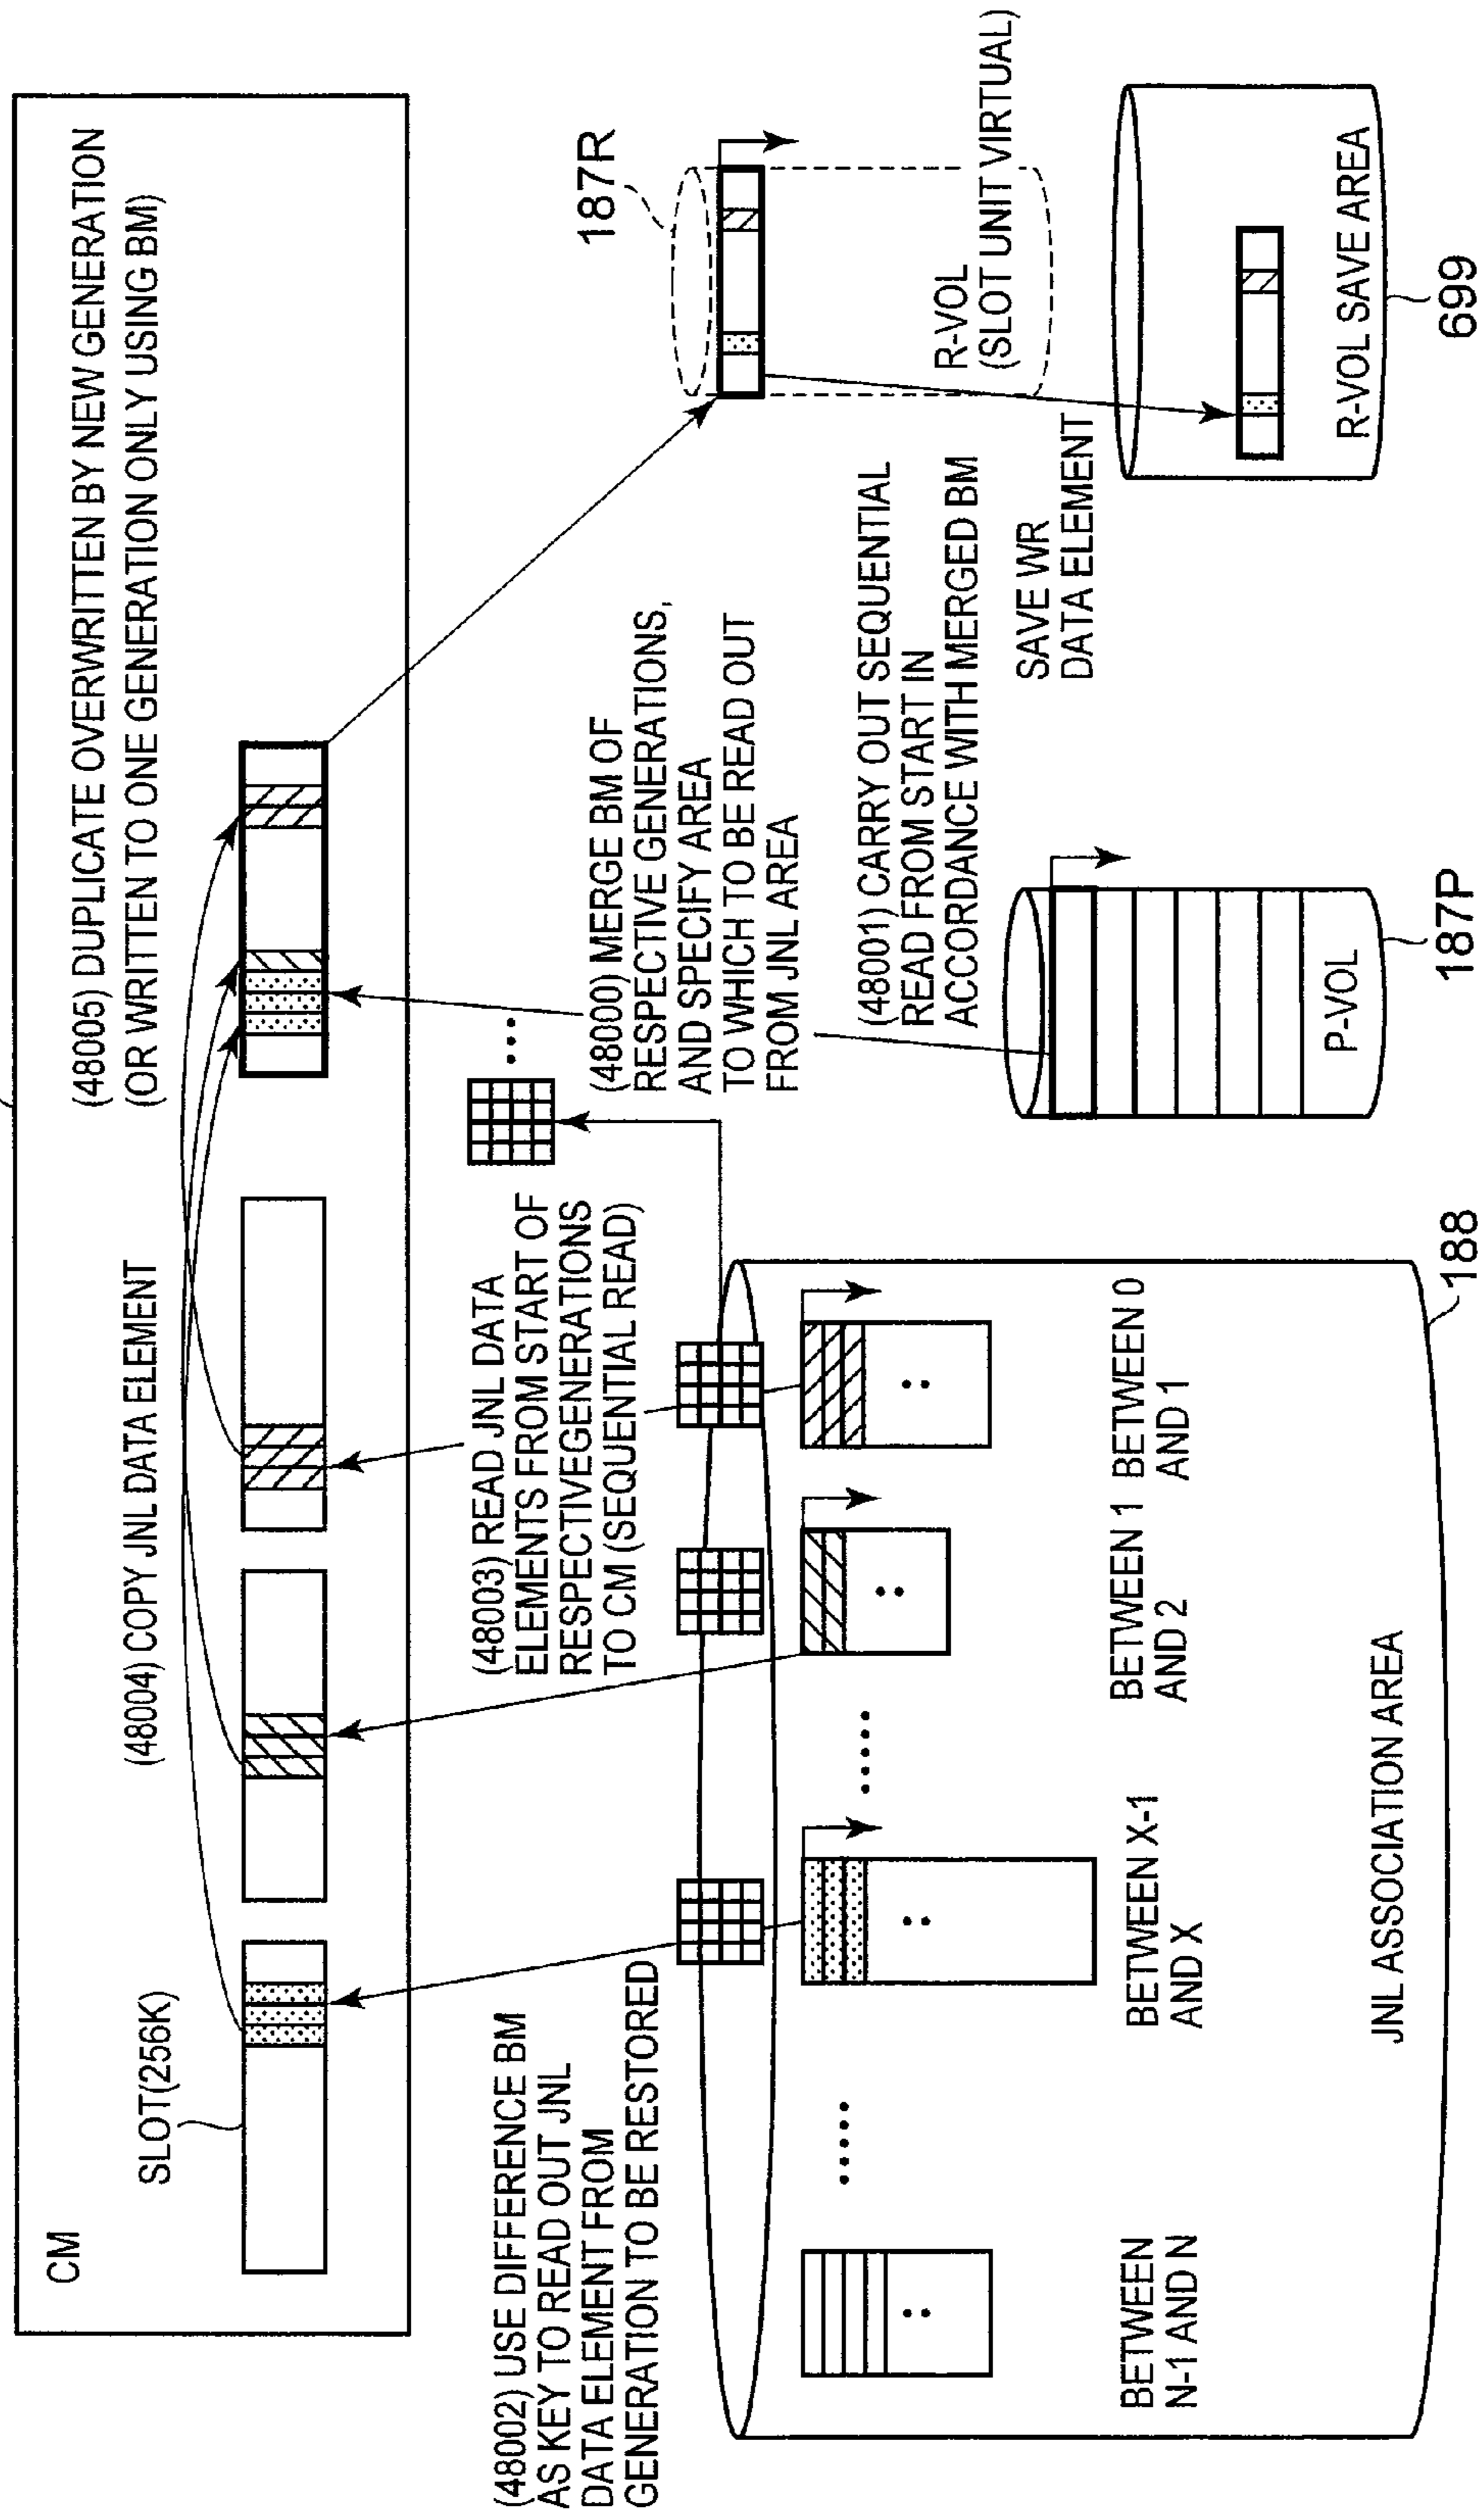 CM
SLOT(256K)
(48004) COPY JNL DATA ELEMENT
(48005) DUPLICATE OVERWRITTEN BY NEW GENERATION
(OR WRITTEN TO ONE GENERATION ONLY USING BM)
(48002) USE DIFFERENCE BM
AS KEY TO READ OUT JNL
DATA ELEMENT FROM
GENERATION TO BE RESTORED
(48003) READ JNL DATA
ELEMENTS FROM START OF
RESPECTIVEGENERATIONS
TO CM (SEQUENTIAL READ)
(48000) MERGE BM OF
RESPECTIVE GENERATIONS,
AND SPECIFY AREA
TO WHICH TO BE READ OUT
FROM JNL AREA
(48001) CARRY OUT SEQUENTIAL
READ FROM START IN
ACCORDANCE WITH MERGED BM
187R
R-VOL
(SLOT UNIT VIRTUAL)
SAVE WR
DATA ELEMENT
BETWEEN
N-1 AND N
BETWEEN X-1
AND X
BETWEEN 1
AND 2
BETWEEN 0
AND 1
JNL ASSOCIATION AREA
188
P-VOL
187P
R-VOL SAVE AREA
699